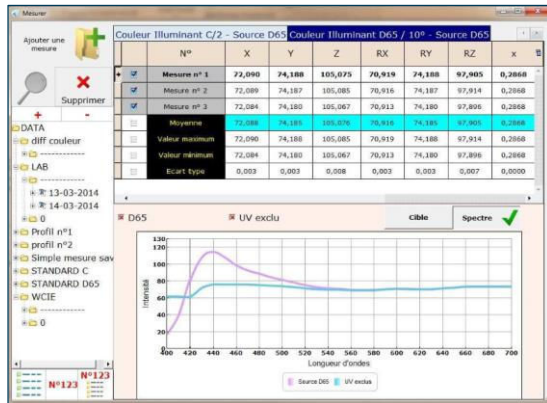 Mesurer
Ajouter une mesure
Supprimer
+ -
DATA
diff couleur
------------
LAB
------------
13-03-2014
14-03-2014
0
Profil n°1
profil n°2
Simple mesure sav
STANDARD C
STANDARD D65
WCIE
------------
0
N°123 N°123
Couleur Illuminant C/2 - Source D65 Couleur Illuminant D65 / 10° - Source D65
N° X Y Z RX RY RZ x
Mesure n° 1 72,090 74,188 105,075 70,919 74,188 97,905 0,2868
Mesure n° 2 72,089 74,187 105,085 70,916 74,187 97,914 0,2868
Mesure n° 3 72,084 74,180 105,067 70,913 74,180 97,896 0,2868
Moyenne 72,088 74,185 105,076 70,916 74,185 97,905 0,2868
Valeur maximum 72,090 74,188 105,085 70,919 74,188 97,914 0,2868
Valeur minimum 72,084 74,180 105,067 70,913 74,180 97,896 0,2868
Ecart type 0,003 0,003 0,008 0,003 0,003 0,007 0,0000
D65 UV exclu Cible Spectre
130
120
100
80
60
40
20
0
Intensité
400 420 440 460 480 500 520 540 560 580 600 620 640 660 680 700
Longueur d'ondes
Source D65 UV exclus